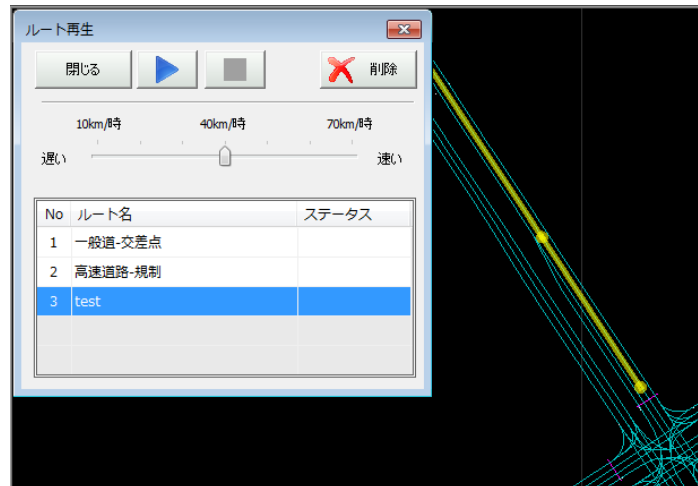 ルート再生
閉じる 削除
10km/時 40km/時 70km/時
遅い 速い
No ルート名 ステータス
1 一般道-交差点
2 高速道路-規制
3 test